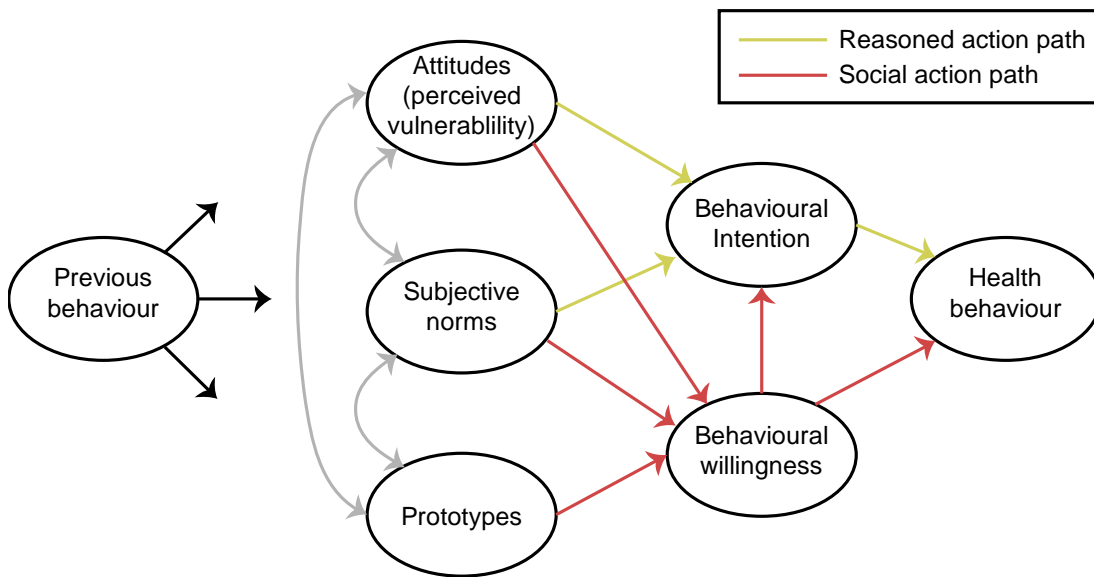 Reasoned action path
Social action path
Attitudes
(perceived
vulnerablility)
Previous
behaviour
Subjective
norms
Prototypes
Behavioural
Intention
Behavioural
willingness
Health
behaviour